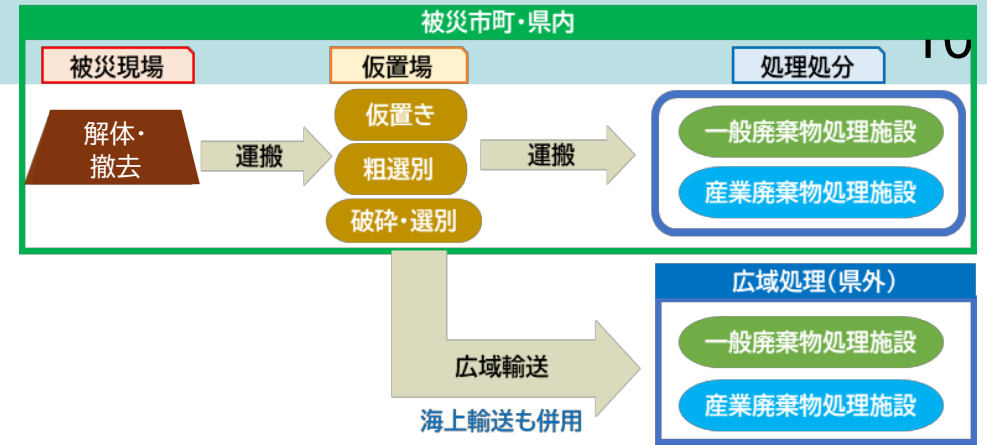 被災市町・県内
10
被災現場
仮置場
処理処分
解体・
撤去
運搬
仮置き
粗選別
破砕・選別
運搬
一般廃棄物処理施設
産業廃棄物処理施設
広域処理（県外）
一般廃棄物処理施設
産業廃棄物処理施設
広域輸送
海上輸送も併用